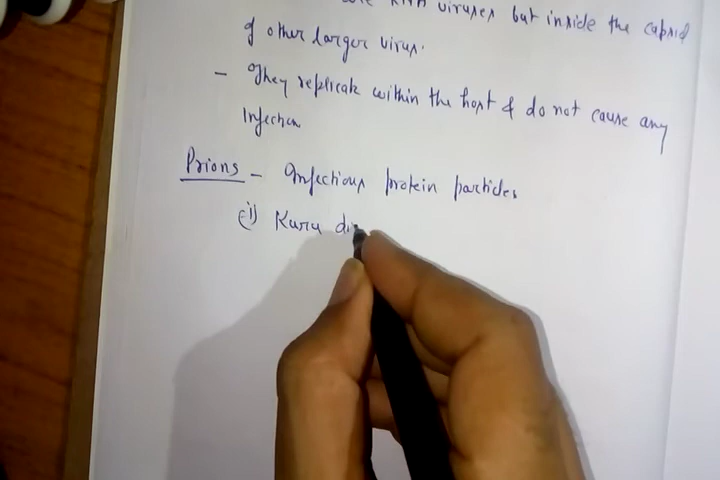 RNA viruses but inside the capsid
of other larger virus.
- They replicate within the host & do not cause any
Infection
Prions - Infectious protein particles
(i) Kuru di